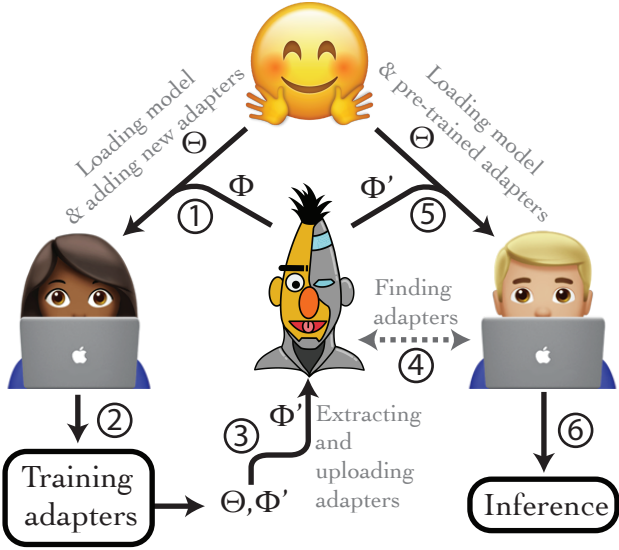 Loading model
& adding new adapters
Loading model
& pre-trained adapters
Θ
Θ
Φ
Φ’
①
⑤
Finding
adapters
④
②
③
Φ’
Extracting
and
uploading
adapters
⑥
Training
adapters
Θ,Φ’
Inference